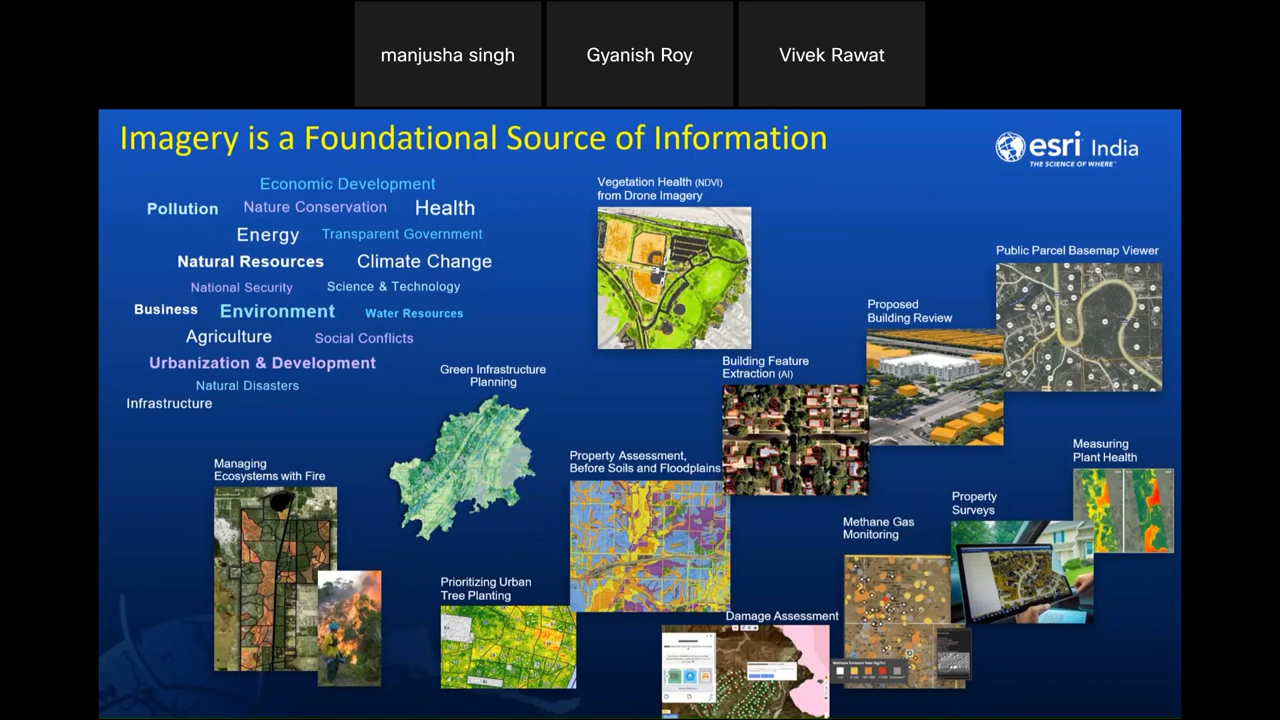 manjusha singh
Gyanish Roy
Vivek Rawat
Imagery is a Foundational Source of Information
esri India
THE SCIENCE OF WHERE™
Economic Development
Pollution
Nature Conservation
Health
Energy
Transparent Government
Natural Resources
Climate Change
National Security
Science & Technology
Business
Environment
Water Resources
Agriculture
Social Conflicts
Urbanization & Development
Natural Disasters
Infrastructure
Vegetation Health (NDVI)
from Drone Imagery
Public Parcel Basemap Viewer
Proposed
Building Review
Building Feature
Extraction (AI)
Green Infrastructure
Planning
Property Assessment,
Before Soils and Floodplains
Managing
Ecosystems with Fire
Measuring
Plant Health
Property
Surveys
Methane Gas
Monitoring
Prioritizing Urban
Tree Planting
Damage Assessment